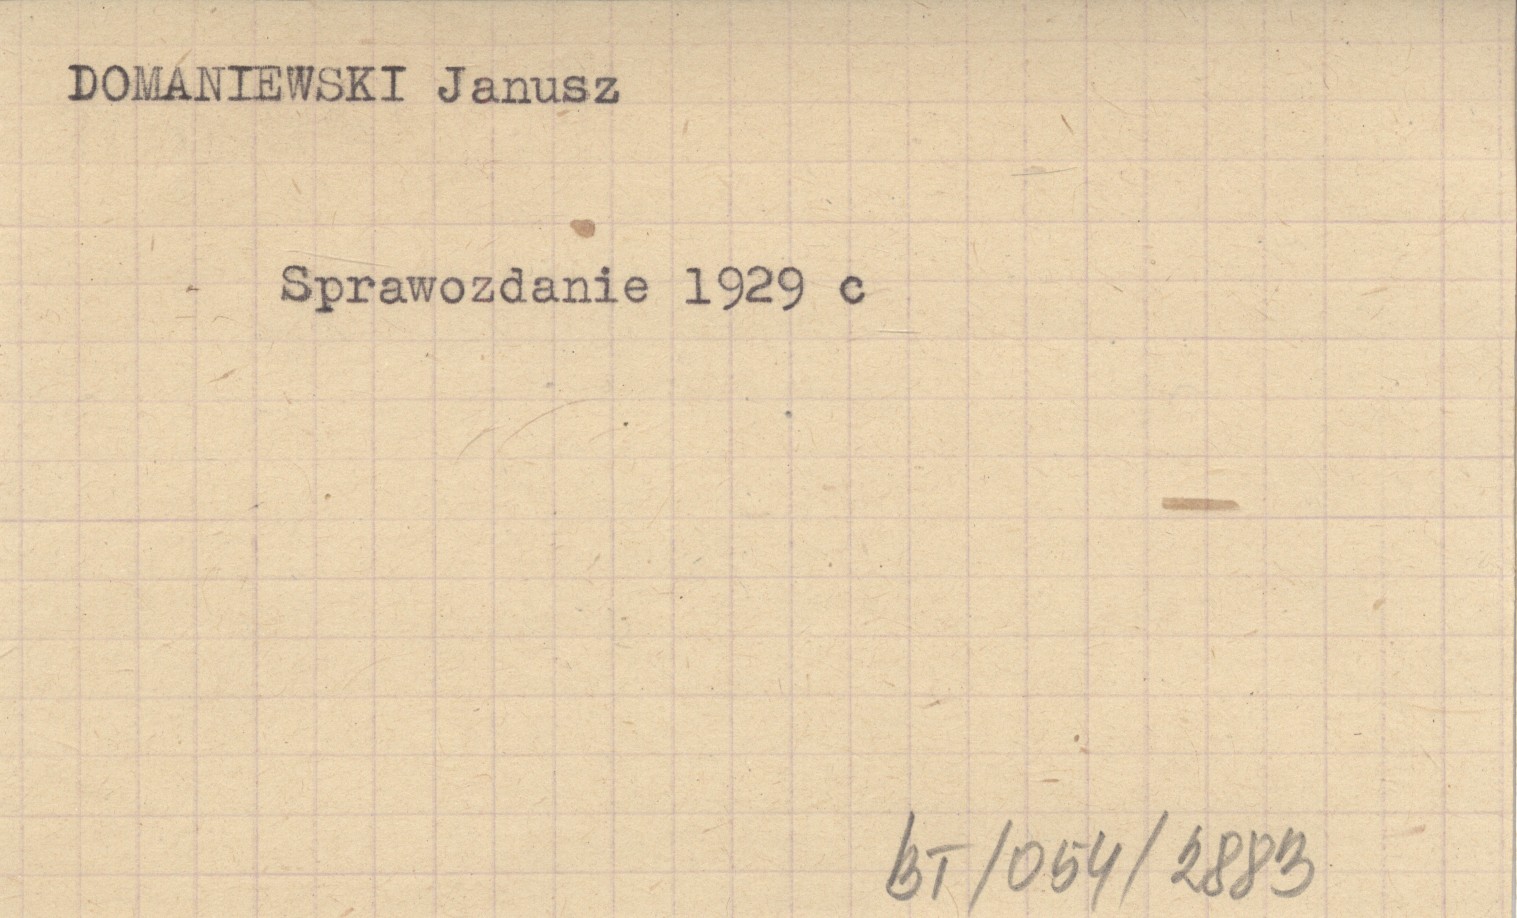 DOMANIEWSKI Janusz
Sprawozdanie 1929 c
BT/054/2883